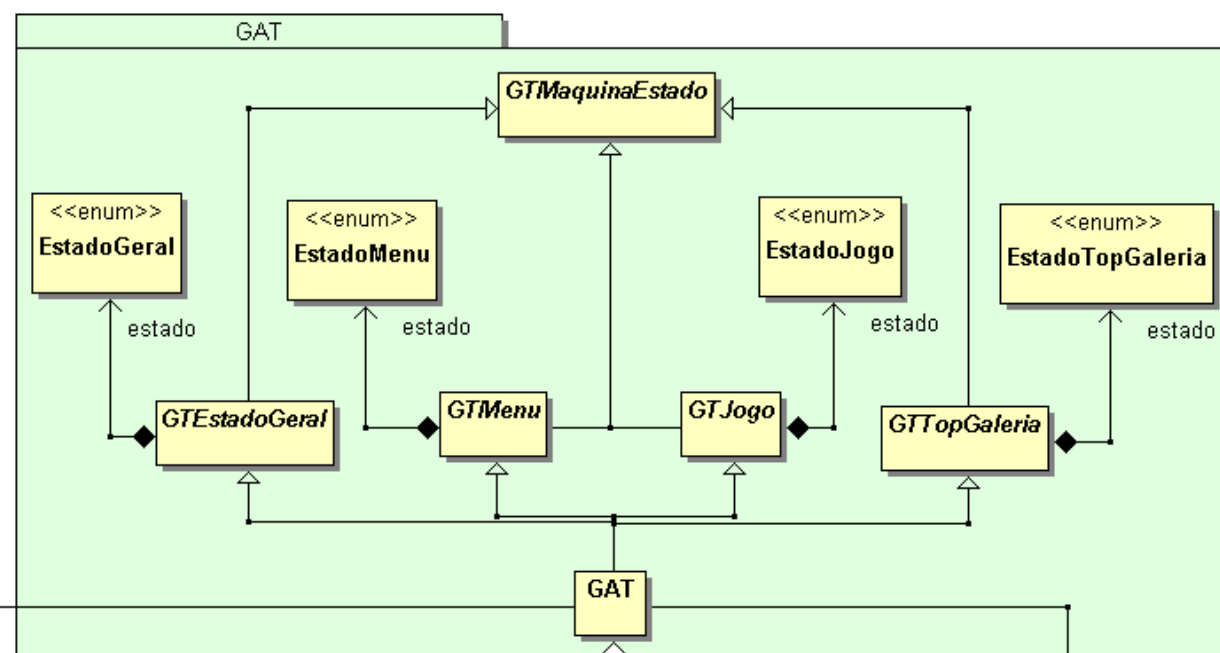 GAT
GTMaquinaEstado
<<enum>>
EstadoGeral
<<enum>>
EstadoMenu
<<enum>>
EstadoJogo
<<enum>>
EstadoTopGaleria
estado
estado
estado
estado
GTEstadoGeral
GTMenu
GTJogo
GTTopGaleria
GAT